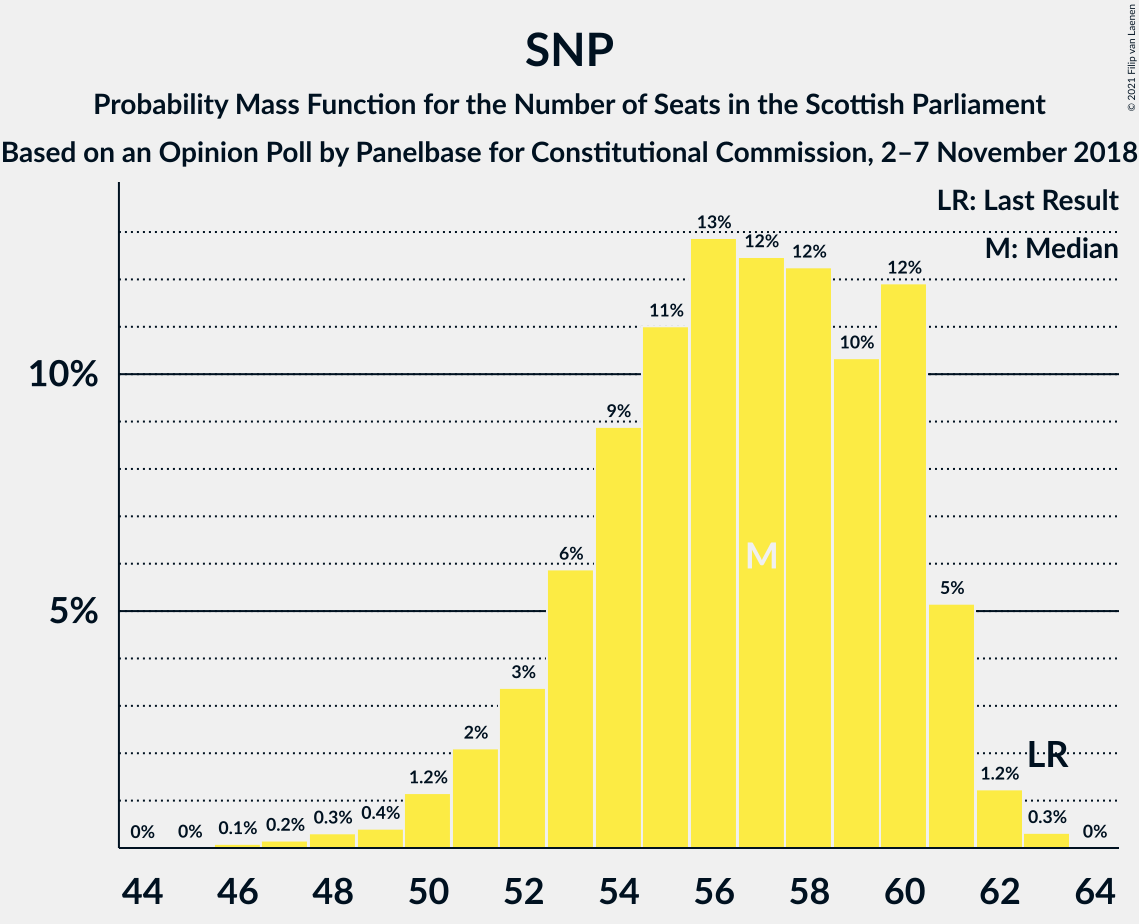 © 2021 Filip van Laenen
SNP
Probability Mass Function for the Number of Seats in the Scottish Parliament
Based on an Opinion Poll by Panelbase for Constitutional Commission, 2–7 November 2018
LR: Last Result
M: Median
10%
5%
0%
0%
0.1%
0.2%
0.3%
0.4%
1.2%
2%
3%
6%
9%
11%
13%
12%
12%
10%
12%
5%
1.2%
0.3%
0%
M
LR
44 46 48 50 52 54 56 58 60 62 64